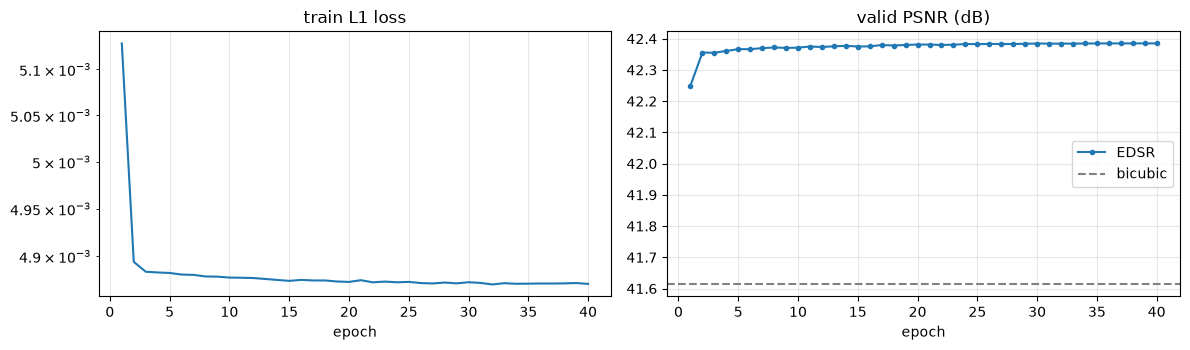 train L1 loss
5.1 × 10⁻³
5.05 × 10⁻³
5 × 10⁻³
4.95 × 10⁻³
4.9 × 10⁻³
0 5 10 15 20 25 30 35 40
epoch
valid PSNR (dB)
42.4
42.3
42.2
42.1
42.0
41.9
41.8
41.7
41.6
EDSR
bicubic
0 5 10 15 20 25 30 35 40
epoch